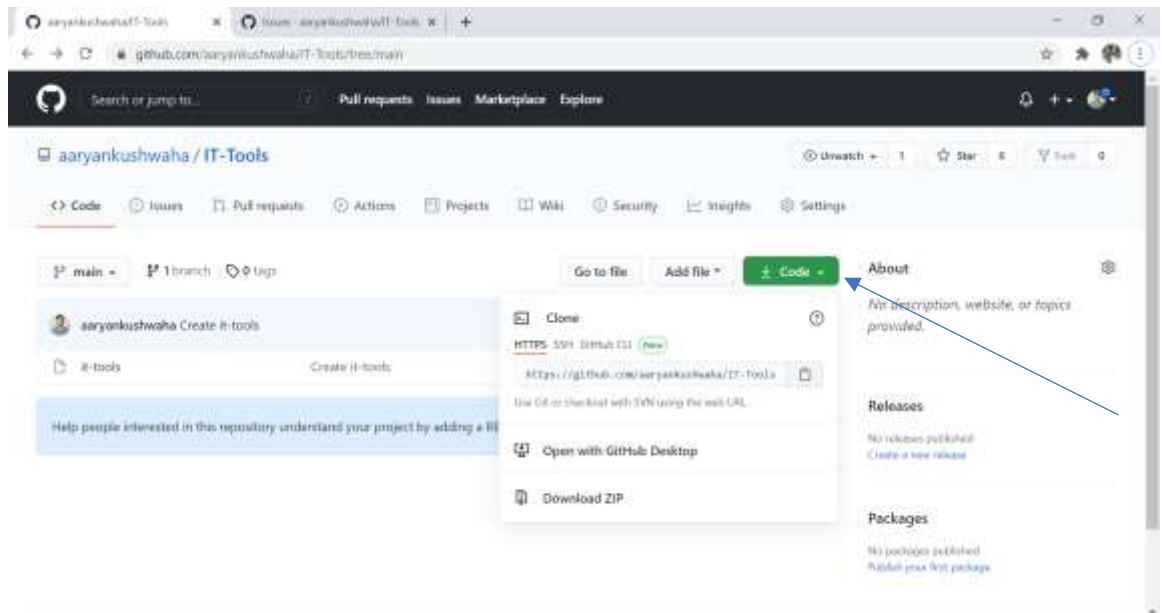 aaryankushwaha/IT-Tools
Issues · aaryankushwaha/IT-Tools
github.com/aaryankushwaha/IT-Tools/tree/main
Search or jump to...
/
Pull requests Issues Marketplace Explore
aaryankushwaha / IT-Tools
Unwatch 1 Star 0 Fork 0
<> Code Issues Pull requests Actions Projects Wiki Security Insights Settings
main 1 branch 0 tags
Go to file Add file Code
aaryankushwaha Create it-tools
it-tools Create it-tools
Help people interested in this repository understand your project by adding a
Clone
HTTPS SSH GitHub CLI New
https://github.com/aaryankushwaha/IT-Tools
Use Git or checkout with SVN using the web URL.
Open with GitHub Desktop
Download ZIP
About
No description, website, or topics
provided.
Releases
No releases published
Create a new release
Packages
No packages published
Publish your first package